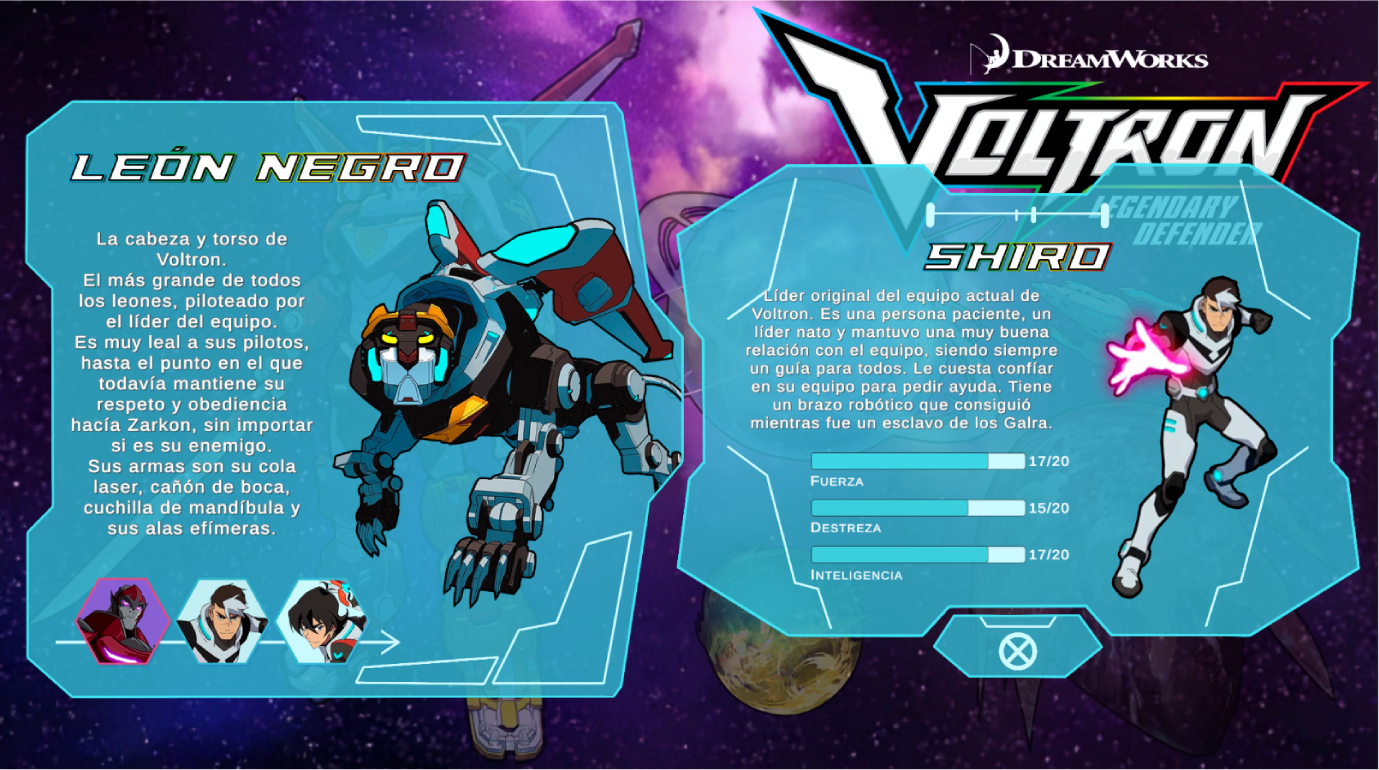 DREAMWORKS
VOLTRON
LEGENDARY
DEFENDER
LEÓN NEGRO
La cabeza y torso de
Voltron.
El más grande de todos
los leones, piloteado por
el líder del equipo.
Es muy leal a sus pilotos,
hasta el punto en el que
todavía mantiene su
respeto y obediencia
hacía Zarkon, sin importar
si es su enemigo.
Sus armas son su cola
laser, cañón de boca,
cuchilla de mandíbula y
sus alas efímeras.
SHIRO
Líder original del equipo actual de
Voltron. Es una persona paciente, un
líder nato y mantuvo una muy buena
relación con el equipo, siendo siempre
un guía para todos. Le cuesta confíar
en su equipo para pedir ayuda. Tiene
un brazo robótico que consiguió
mientras fue un esclavo de los Galra.
17/20
FUERZA
15/20
DESTREZA
17/20
INTELIGENCIA